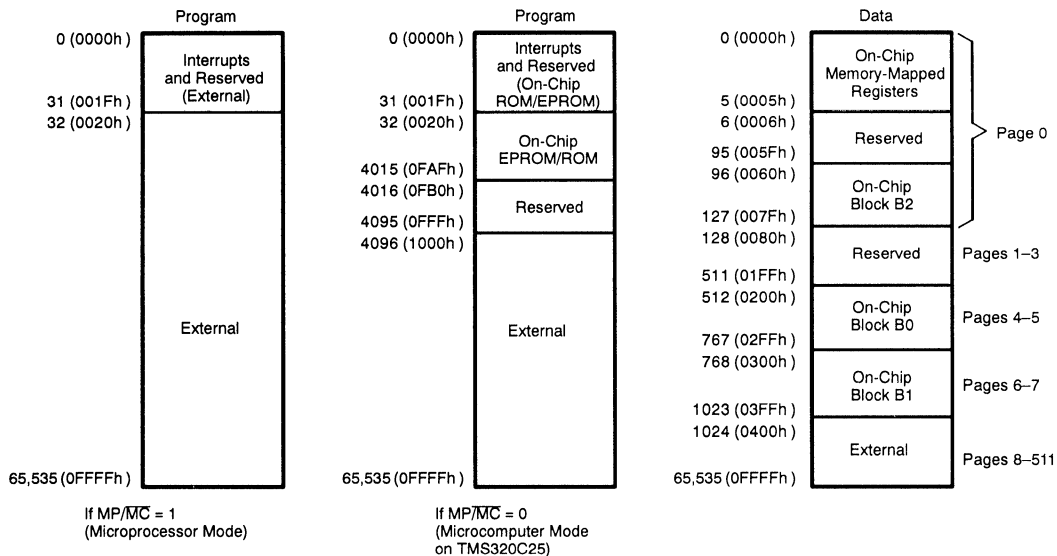 Program
0 (0000h)
Interrupts
and Reserved
(External)
31 (001Fh)
32 (0020h)
External
65,535 (0FFFFh)
If MP/MC = 1
(Microprocessor Mode)
Program
0 (0000h)
Interrupts
and Reserved
(On-Chip
ROM/EPROM)
31 (001Fh)
32 (0020h)
On-Chip
EPROM/ROM
4015 (0FAFh)
4016 (0FB0h)
Reserved
4095 (0FFFh)
4096 (1000h)
External
65,535 (0FFFFh)
If MP/MC = 0
(Microcomputer Mode
on TMS320C25)
Data
0 (0000h)
On-Chip
Memory-Mapped
Registers
5 (0005h)
6 (0006h)
Reserved
Page 0
95 (005Fh)
96 (0060h)
On-Chip
Block B2
127 (007Fh)
128 (0080h)
Reserved
Pages 1–3
511 (01FFh)
512 (0200h)
On-Chip
Block B0
Pages 4–5
767 (02FFh)
768 (0300h)
On-Chip
Block B1
Pages 6–7
1023 (03FFh)
1024 (0400h)
External
Pages 8–511
65,535 (0FFFFh)